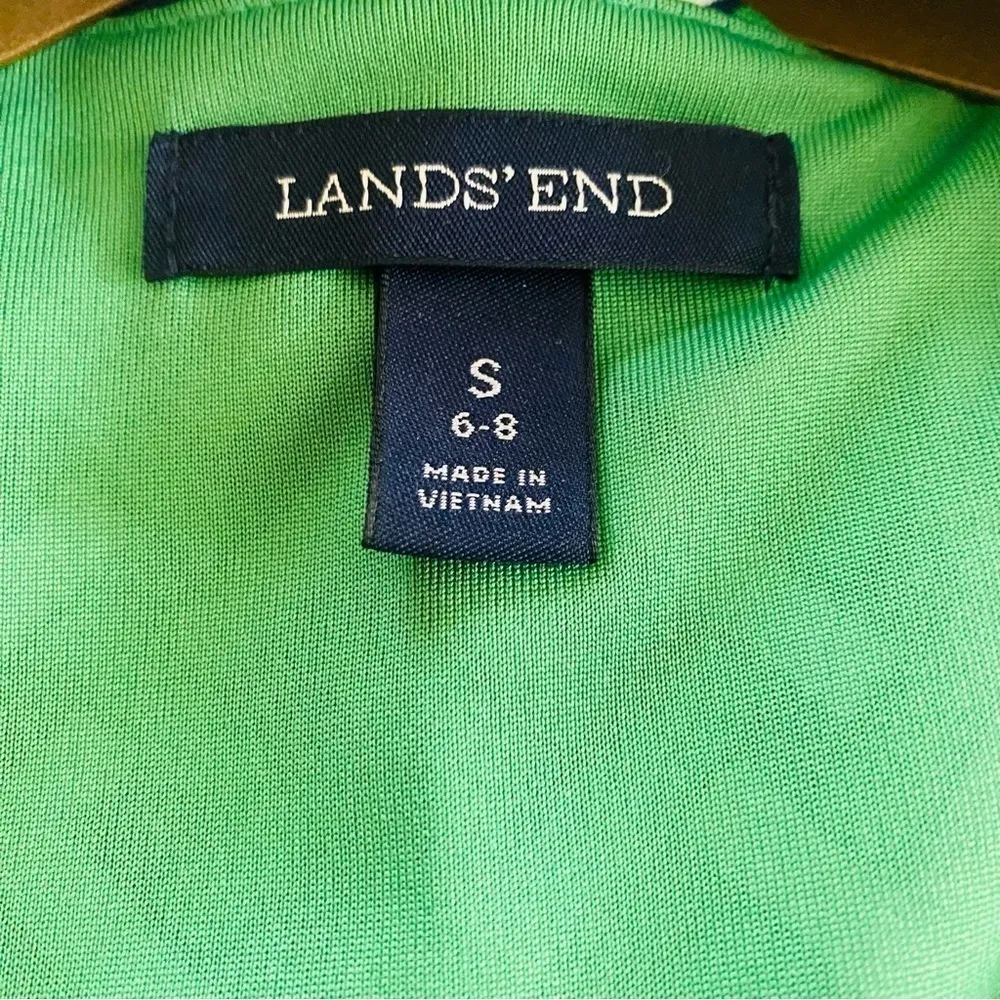 LANDS' END
S
6-8
MADE IN
VIETNAM